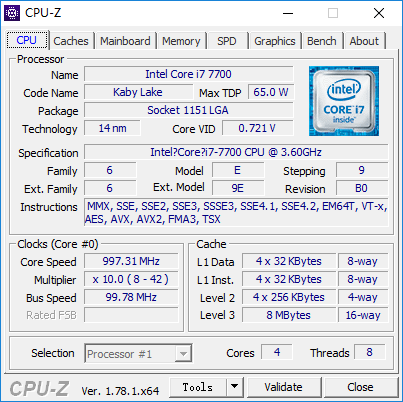 CPU-Z
CPU Caches Mainboard Memory SPD Graphics Bench About
Processor
Name Intel Core i7 7700
Code Name Kaby Lake Max TDP 65.0 W
Package Socket 1151 LGA
Technology 14 nm Core VID 0.721 V
intel
CORE i7
inside™
Specification Intel?Core?i7-7700 CPU @ 3.60GHz
Family 6 Model E Stepping 9
Ext. Family 6 Ext. Model 9E Revision B0
Instructions MMX, SSE, SSE2, SSE3, SSSE3, SSE4.1, SSE4.2, EM64T, VT-x,
AES, AVX, AVX2, FMA3, TSX
Clocks (Core #0)
Core Speed 997.31 MHz
Multiplier x 10.0 ( 8 - 42 )
Bus Speed 99.78 MHz
Rated FSB
Cache
L1 Data 4 x 32 KBytes 8-way
L1 Inst. 4 x 32 KBytes 8-way
Level 2 4 x 256 KBytes 4-way
Level 3 8 MBytes 16-way
Selection Processor #1 Cores 4 Threads 8
CPU-Z Ver. 1.78.1.x64 Tools Validate Close